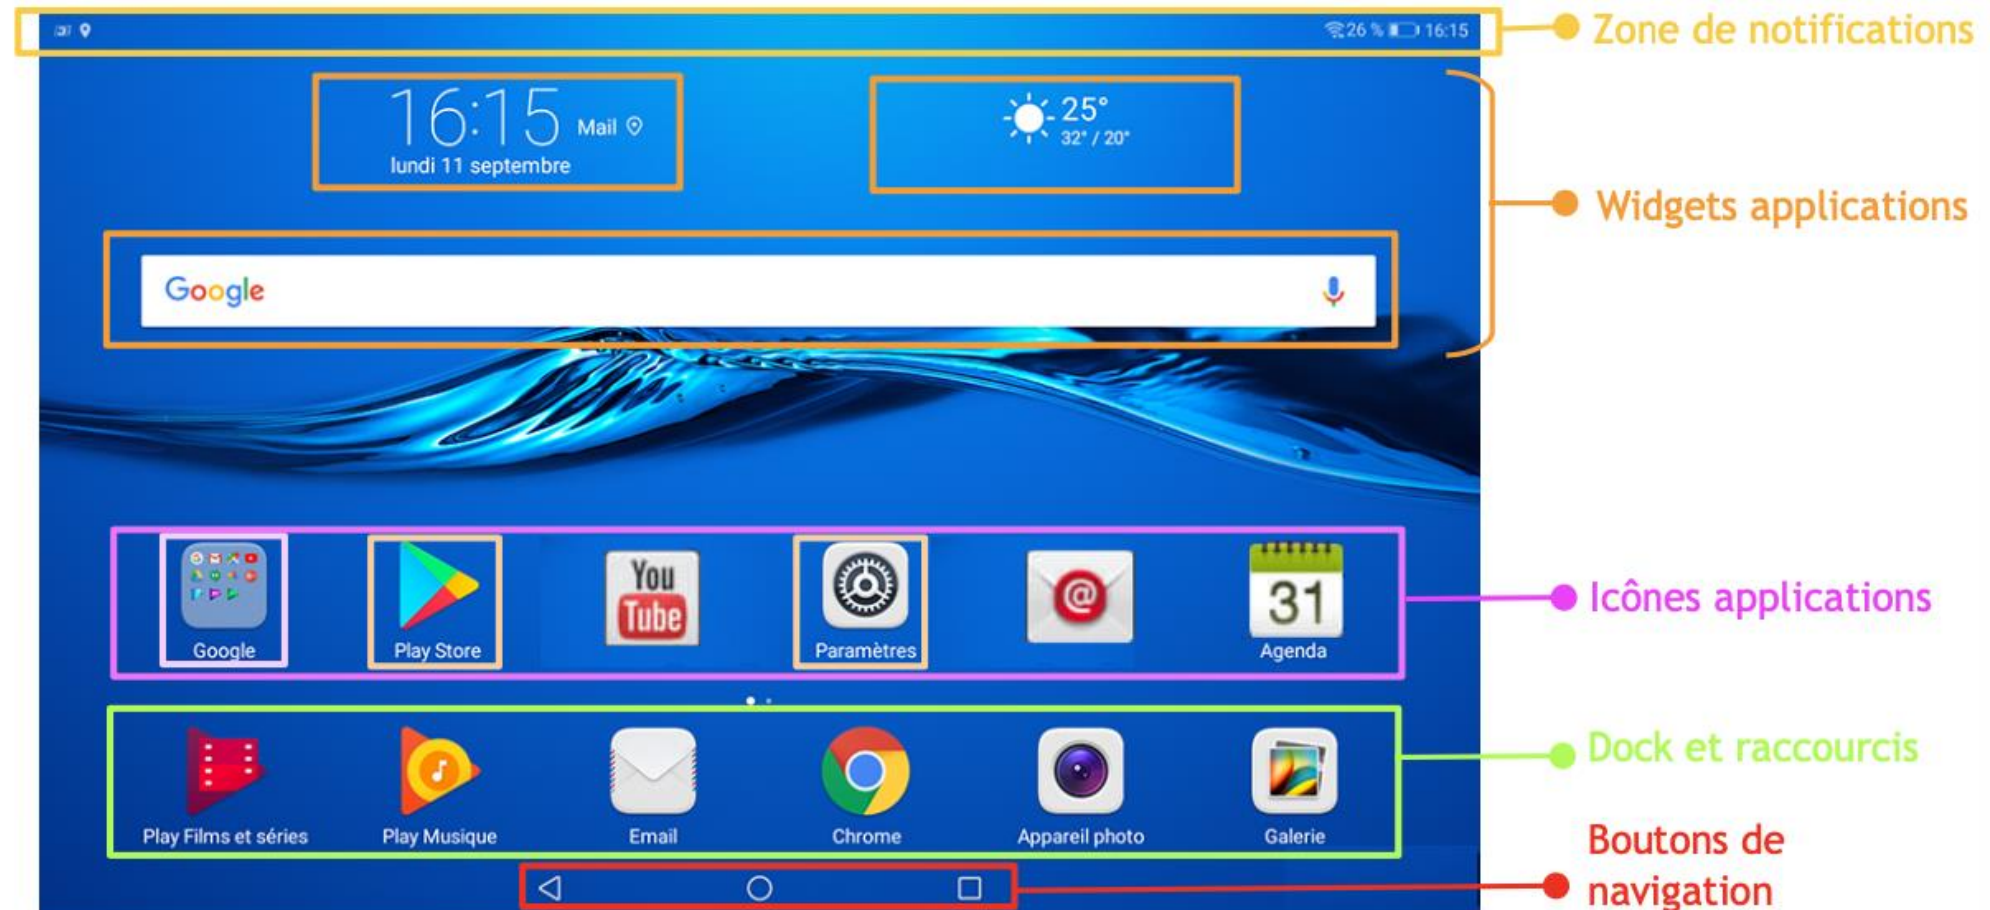 26 % 16:15
Zone de notifications
16:15 Mail
lundi 11 septembre
25°
32° / 20°
Widgets applications
Google
You
Tube
@
31
Google
Play Store
Paramètres
Agenda
Icônes applications
Dock et raccourcis
Play Films et séries
Play Musique
Email
Chrome
Appareil photo
Galerie
Boutons de
navigation